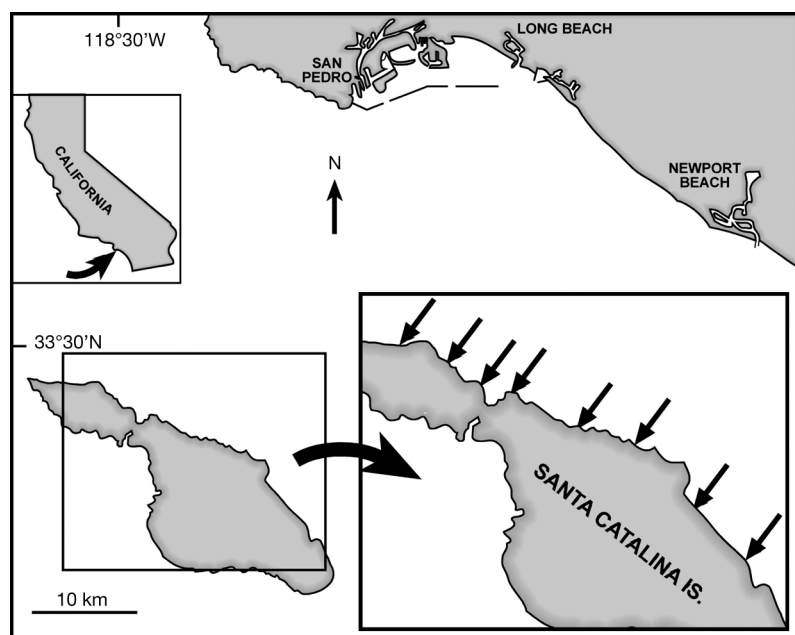 118°30'W
LONG BEACH
SAN
PEDRO
CALIFORNIA
N
NEWPORT
BEACH
33°30'N
SANTA CATALINA IS.
10 km